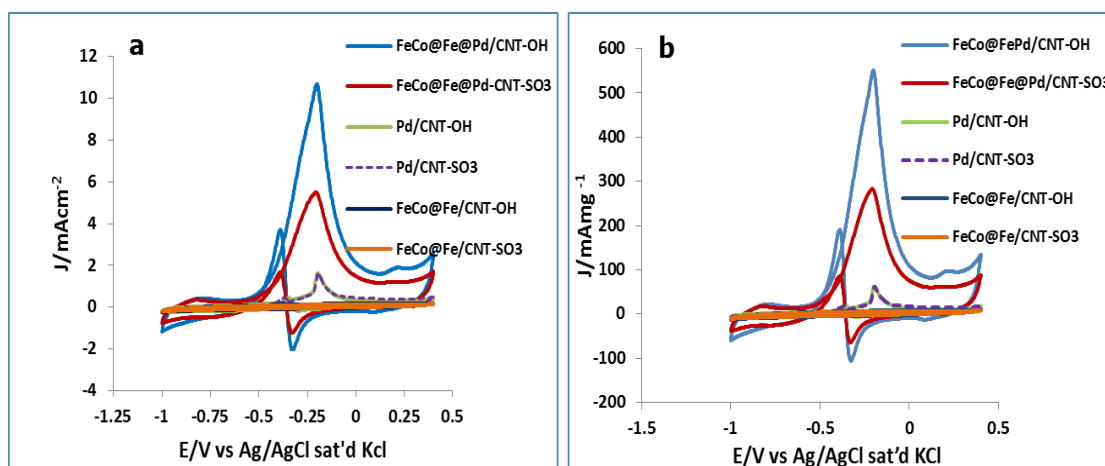 a
FeCo@Fe@Pd/CNT-OH
FeCo@Fe@Pd-CNT-SO3
Pd/CNT-OH
Pd/CNT-SO3
FeCo@Fe/CNT-OH
FeCo@Fe/CNT-SO3
12
10
8
6
4
2
0
-2
-4
J/mAcm-2
-1.25 -1 -0.75 -0.5 -0.25 0 0.25 0.5
E/V vs Ag/AgCl sat'd Kcl
b
FeCo@FePd/CNT-OH
FeCo@Fe@Pd/CNT-SO3
Pd/CNT-OH
Pd/CNT-SO3
FeCo@Fe/CNT-OH
FeCo@Fe/CNT-SO3
600
500
400
300
200
100
0
-100
-200
J/mAmg -1
-1.5 -1 -0.5 0 0.5
E/V vs Ag/AgCl sat’d KCl